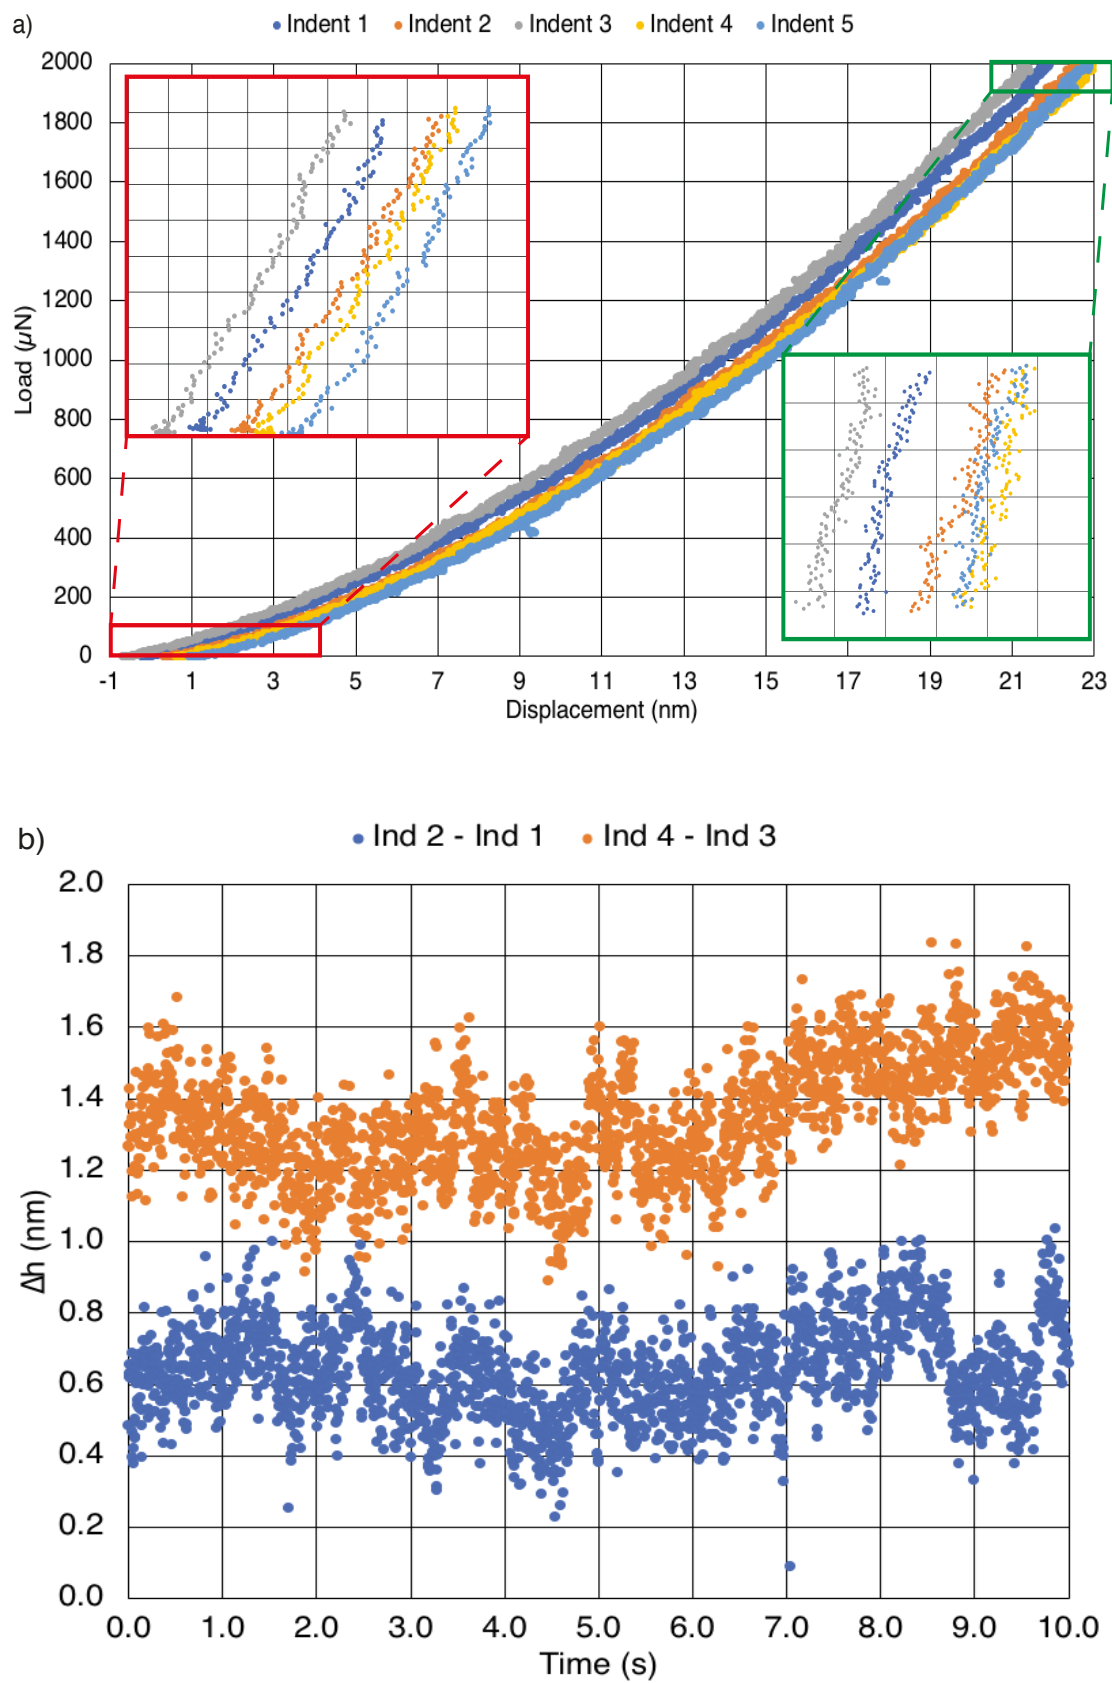 a)
Indent 1 Indent 2 Indent 3 Indent 4 Indent 5
2000
1800
1600
1400
1200
1000
800
600
400
200
0
Load (µN)
-1 1 3 5 7 9 11 13 15 17 19 21 23
Displacement (nm)
b)
Ind 2 - Ind 1 Ind 4 - Ind 3
2.0
1.8
1.6
1.4
1.2
1.0
0.8
0.6
0.4
0.2
0.0
Δh (nm)
0.0 1.0 2.0 3.0 4.0 5.0 6.0 7.0 8.0 9.0 10.0
Time (s)